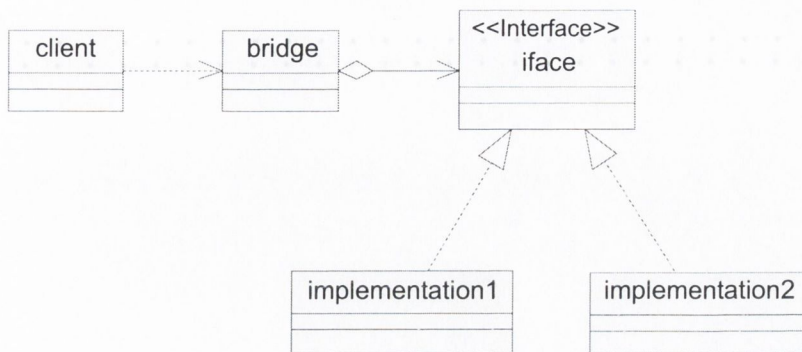 client
bridge
<<Interface>>
iface
implementation1
implementation2